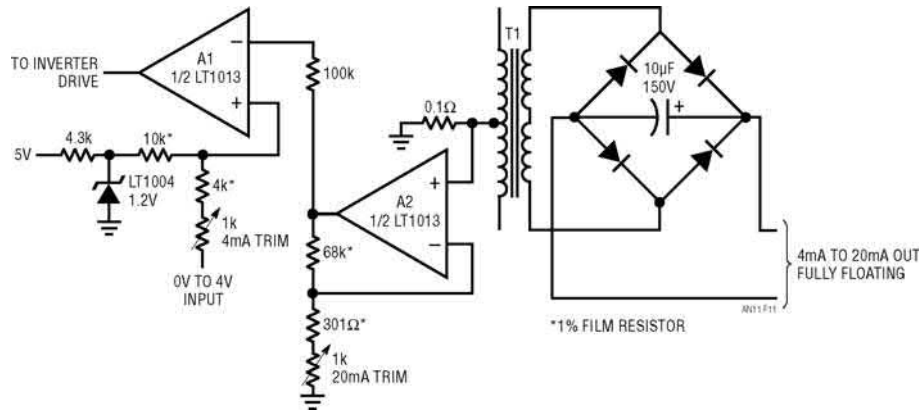 TO INVERTER
DRIVE
A1
1/2 LT1013
−
+
100k
T1
10µF
150V
+
0.1Ω
4.3k
10k*
5V
LT1004
1.2V
4k*
1k
4mA TRIM
0V TO 4V
INPUT
+
A2
1/2 LT1013
−
68k*
301Ω*
1k
20mA TRIM
4mA TO 20mA OUT
FULLY FLOATING
AN11 F11
*1% FILM RESISTOR